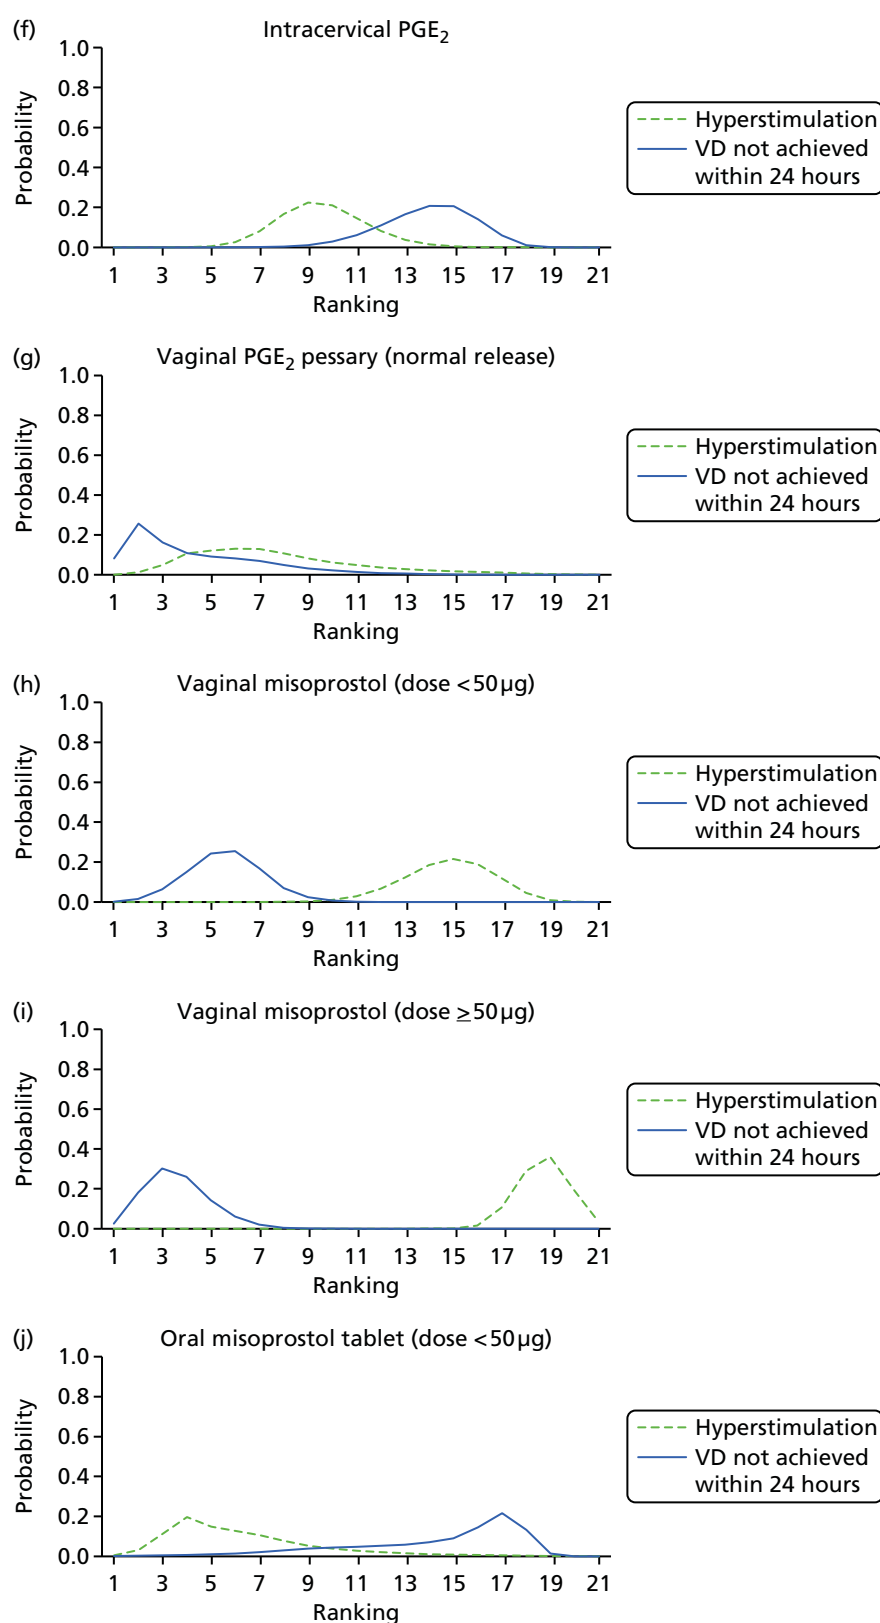 (f)
Intracervical PGE2
1.0
0.8
0.6
0.4
0.2
0.0
Probability
1 3 5 7 9 11 13 15 17 19 21
Ranking
Hyperstimulation
VD not achieved
within 24 hours
(g)
Vaginal PGE2 pessary (normal release)
1.0
0.8
0.6
0.4
0.2
0.0
Probability
1 3 5 7 9 11 13 15 17 19 21
Ranking
Hyperstimulation
VD not achieved
within 24 hours
(h)
Vaginal misoprostol (dose <50µg)
1.0
0.8
0.6
0.4
0.2
0.0
Probability
1 3 5 7 9 11 13 15 17 19 21
Ranking
Hyperstimulation
VD not achieved
within 24 hours
(i)
Vaginal misoprostol (dose ≥50µg)
1.0
0.8
0.6
0.4
0.2
0.0
Probability
1 3 5 7 9 11 13 15 17 19 21
Ranking
Hyperstimulation
VD not achieved
within 24 hours
(j)
Oral misoprostol tablet (dose <50µg)
1.0
0.8
0.6
0.4
0.2
0.0
Probability
1 3 5 7 9 11 13 15 17 19 21
Ranking
Hyperstimulation
VD not achieved
within 24 hours